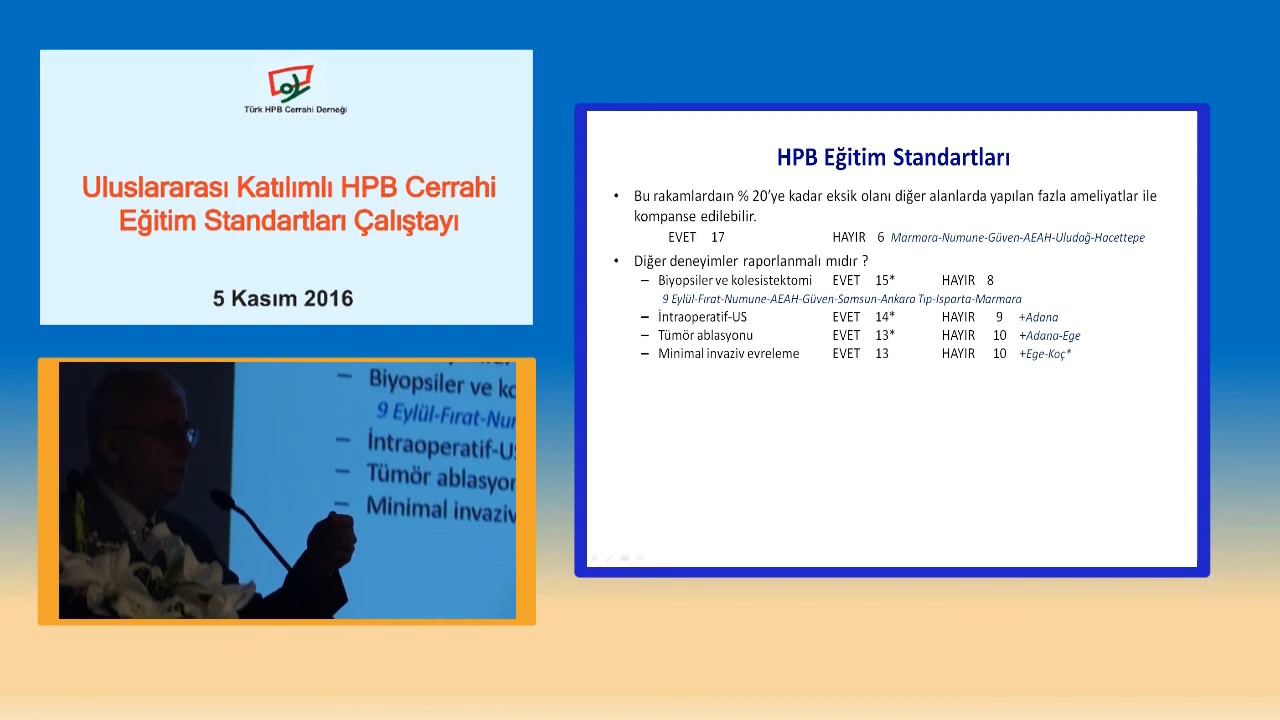 Türk HPB Cerrahi Derneği
Uluslararası Katılımlı HPB Cerrahi
Eğitim Standartları Çalıştayı
5 Kasım 2016
Biyopsiler ve ko
9 Eylül-Fırat-Nur
– İntraoperatif-US
– Tümör ablasyon
– Minimal invaziv
HPB Eğitim Standartları
• Bu rakamlardaın % 20’ye kadar eksik olanı diğer alanlarda yapılan fazla ameliyatlar ile
kompanse edilebilir.
EVET 17 HAYIR 6 Marmara-Numune-Güven-AEAH-Uludağ-Hacettepe
• Diğer deneyimler raporlanmalı mıdır ?
– Biyopsiler ve kolesistektomi EVET 15* HAYIR 8
9 Eylül-Fırat-Numune-AEAH-Güven-Samsun-Ankara Tıp-Isparta-Marmara
– İntraoperatif-US EVET 14* HAYIR 9 +Adana
– Tümör ablasyonu EVET 13* HAYIR 10 +Adana-Ege
– Minimal invaziv evreleme EVET 13 HAYIR 10 +Ege-Koç*